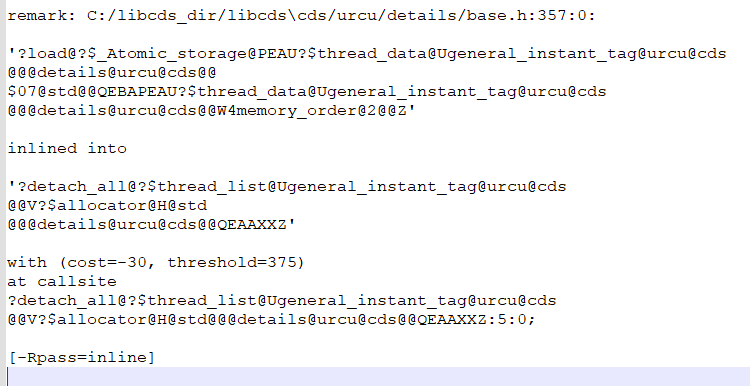 remark: C:/libcds_dir/libcds\cds/urcu/details/base.h:357:0:
'?load@?$_Atomic_storage@PEAU?$thread_data@Ugeneral_instant_tag@urcu@cds
@@@details@urcu@cds@@
$07@std@@QEBAPEAU?$thread_data@Ugeneral_instant_tag@urcu@cds
@@@details@urcu@cds@@W4memory_order@2@@Z'
inlined into
'?detach_all@?$thread_list@Ugeneral_instant_tag@urcu@cds
@@V?$allocator@H@std
@@@details@urcu@cds@@QEAAXXZ'
with (cost=-30, threshold=375)
at callsite
?detach_all@?$thread_list@Ugeneral_instant_tag@urcu@cds
@@V?$allocator@H@std@@@details@urcu@cds@@QEAAXXZ:5:0;
[-Rpass=inline]